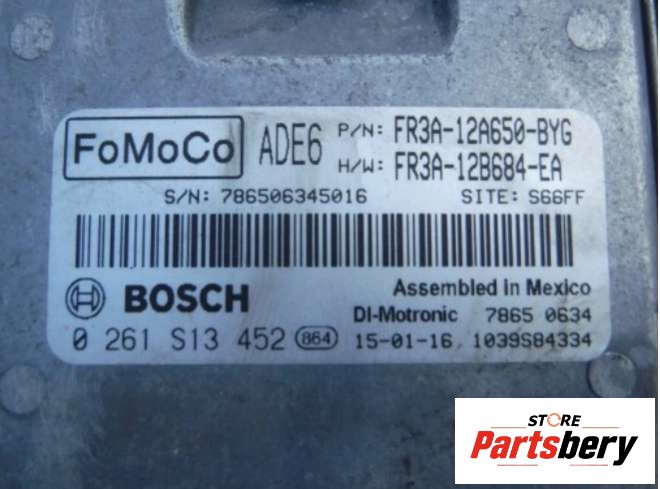 FoMoCo ADE6 P/N: FR3A-12A650-BYG
H/W: FR3A-12B684-EA
S/N: 786506345016 SITE: S66FF
BOSCH Assembled in Mexico
DI-Motronic 7865 0634
0 261 S13 452 864 15-01-16 1039S84334
STORE
Partsbery